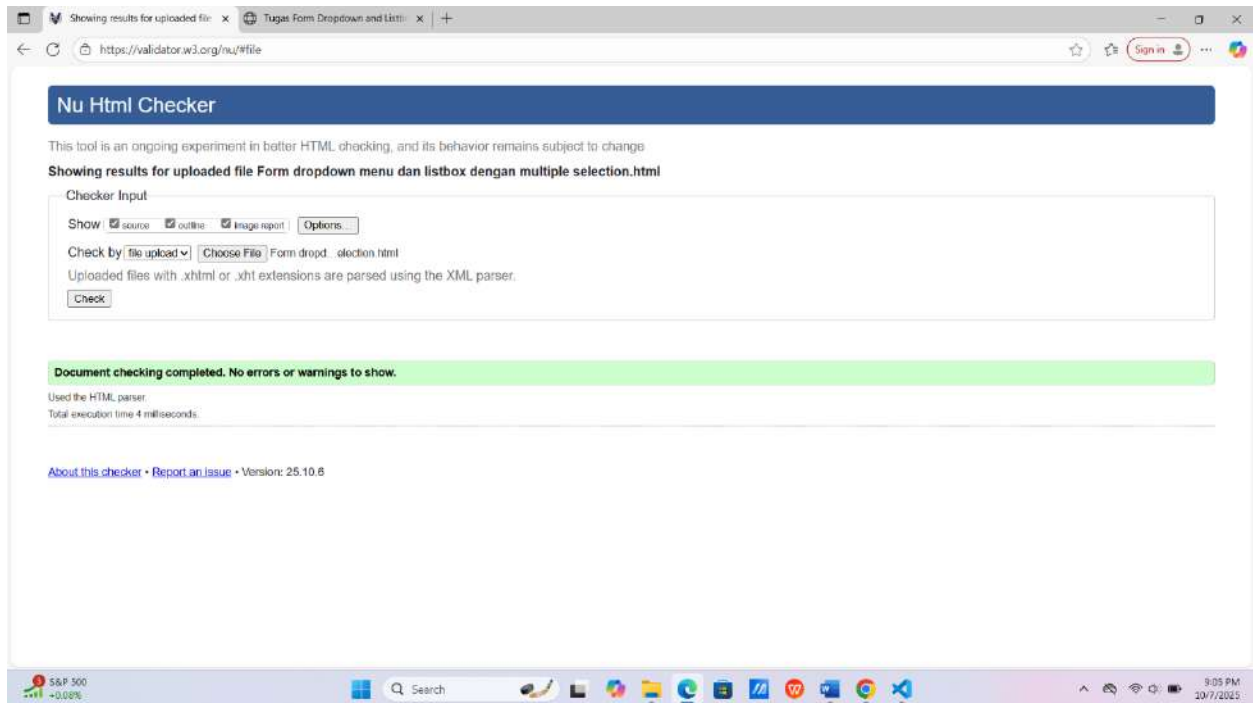 Showing results for uploaded file
Tugas Form Dropdown and Listb
https://validator.w3.org/nu/#file
Sign in
Nu Html Checker
This tool is an ongoing experiment in better HTML checking, and its behavior remains subject to change
Showing results for uploaded file Form dropdown menu dan listbox dengan multiple selection.html
Checker Input
Show source outline image report Options...
Check by file upload Choose File Form dropd...election.html
Uploaded files with .xhtml or .xht extensions are parsed using the XML parser.
Check
Document checking completed. No errors or warnings to show.
Used the HTML parser.
Total execution time 4 milliseconds.
About this checker • Report an issue • Version: 25.10.6
S&P 500
+0.08%
Search
9:05 PM
10/7/2025